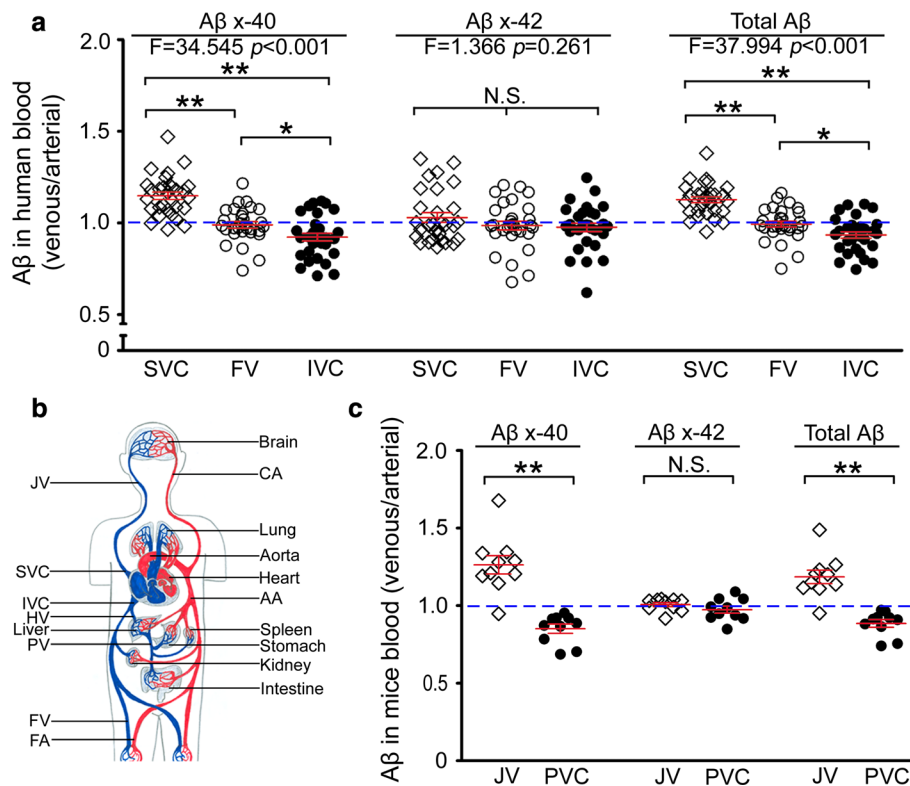 a
Aβ x-40
Aβ x-42
Total Aβ
F=34.545 p<0.001
F=1.366 p=0.261
F=37.994 p<0.001
**
**
*
N.S.
**
**
*
Aβ in human blood
(venous/arterial)
2.0
1.5
1.0
0.5
0
SVC
FV
IVC
SVC
FV
IVC
SVC
FV
IVC
b
Brain
CA
JV
Lung
Aorta
SVC
Heart
IVC
AA
HV
Liver
Spleen
PV
Stomach
Kidney
Intestine
FV
FA
c
Aβ x-40
Aβ x-42
Total Aβ
**
N.S.
**
Aβ in mice blood (venous/arterial)
2.0
1.5
1.0
0.5
0
JV
PVC
JV
PVC
JV
PVC